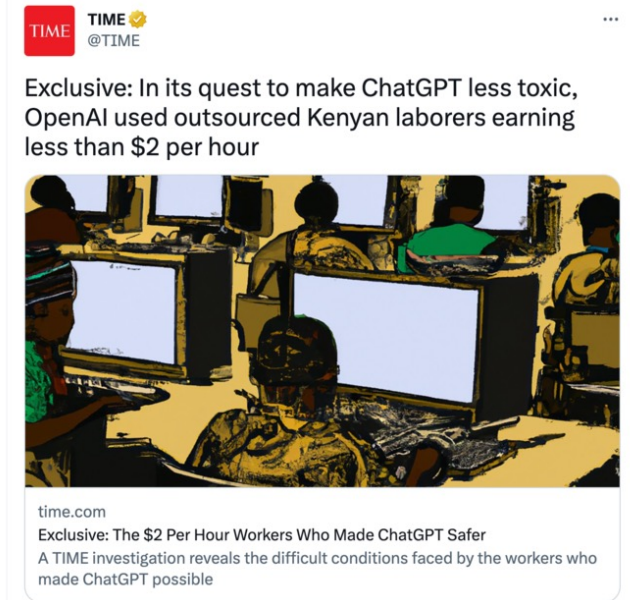 TIME
TIME
@TIME
Exclusive: In its quest to make ChatGPT less toxic,
OpenAI used outsourced Kenyan laborers earning
less than $2 per hour
time.com
Exclusive: The $2 Per Hour Workers Who Made ChatGPT Safer
A TIME investigation reveals the difficult conditions faced by the workers who
made ChatGPT possible